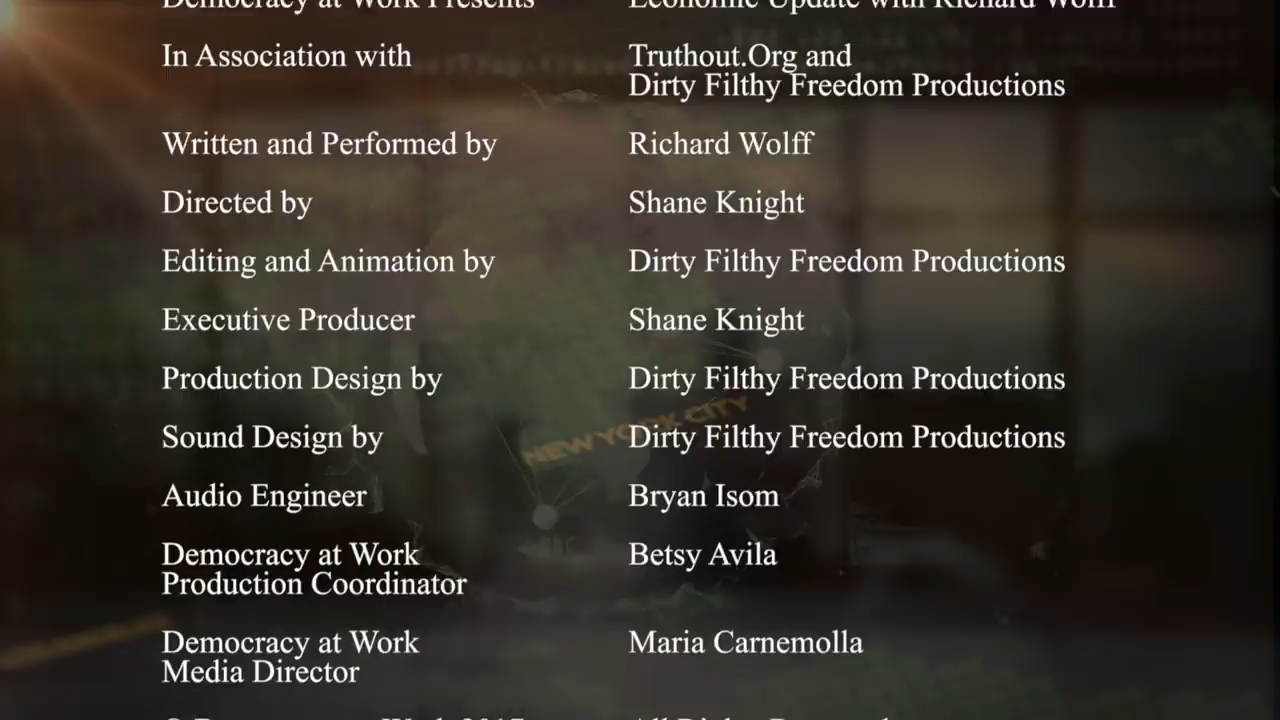 Democracy at Work Presents Economic Update with Richard Wolff
In Association with Truthout.Org and
Dirty Filthy Freedom Productions
Written and Performed by Richard Wolff
Directed by Shane Knight
Editing and Animation by Dirty Filthy Freedom Productions
Executive Producer Shane Knight
Production Design by Dirty Filthy Freedom Productions
NEW YORK CITY
Sound Design by Dirty Filthy Freedom Productions
Audio Engineer Bryan Isom
Democracy at Work Betsy Avila
Production Coordinator
Democracy at Work Maria Carnemolla
Media Director